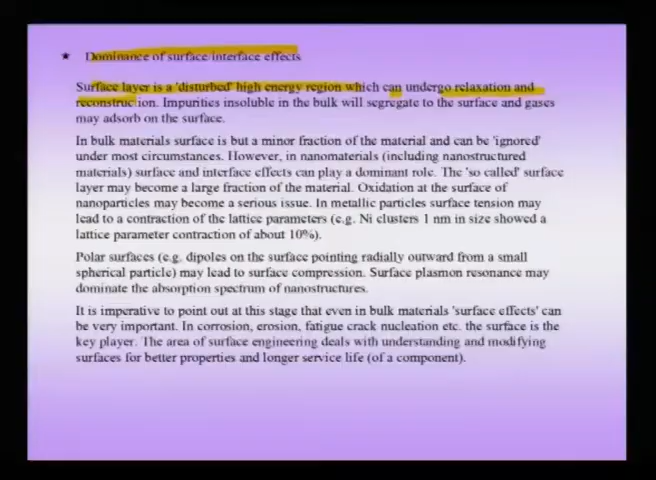 ★ Dominance of surface/interface effects
Surface layer is a 'disturbed' high energy region which can undergo relaxation and
reconstruction. Impurities insoluble in the bulk will segregate to the surface and gases
may adsorb on the surface.
In bulk materials surface is but a minor fraction of the material and can be 'ignored'
under most circumstances. However, in nanomaterials (including nanostructured
materials) surface and interface effects can play a dominant role. The 'so called' surface
layer may become a large fraction of the material. Oxidation at the surface of
nanoparticles may become a serious issue. In metallic particles surface tension may
lead to a contraction of the lattice parameters (e.g. Ni clusters 1 nm in size showed a
lattice parameter contraction of about 10%).
Polar surfaces (e.g. dipoles on the surface pointing radially outward from a small
spherical particle) may lead to surface compression. Surface plasmon resonance may
dominate the absorption spectrum of nanostructures.
It is imperative to point out at this stage that even in bulk materials 'surface effects' can
be very important. In corrosion, erosion, fatigue crack nucleation etc. the surface is the
key player. The area of surface engineering deals with understanding and modifying
surfaces for better properties and longer service life (of a component).